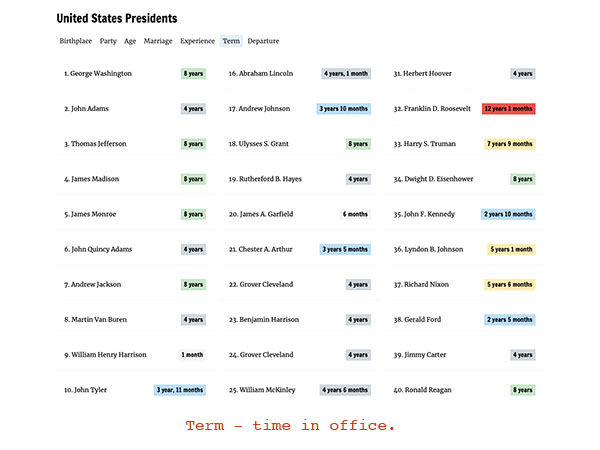 United States Presidents
Birthplace Party Age Marriage Experience Term Departure
1. George Washington 8 years
2. John Adams 4 years
3. Thomas Jefferson 8 years
4. James Madison 8 years
5. James Monroe 8 years
6. John Quincy Adams 4 years
7. Andrew Jackson 8 years
8. Martin Van Buren 4 years
9. William Henry Harrison 1 month
10. John Tyler 3 year, 11 months
16. Abraham Lincoln 4 years, 1 month
17. Andrew Johnson 3 years 10 months
18. Ulysses S. Grant 8 years
19. Rutherford B. Hayes 4 years
20. James A. Garfield 6 months
21. Chester A. Arthur 3 years 5 months
22. Grover Cleveland 4 years
23. Benjamin Harrison 4 years
24. Grover Cleveland 4 years
25. William McKinley 4 years 6 months
31. Herbert Hoover 4 years
32. Franklin D. Roosevelt 12 years 1 months
33. Harry S. Truman 7 years 9 months
34. Dwight D. Eisenhower 8 years
35. John F. Kennedy 2 years 10 months
36. Lyndon B. Johnson 5 years 1 month
37. Richard Nixon 5 years 6 months
38. Gerald Ford 2 years 5 months
39. Jimmy Carter 4 years
40. Ronald Reagan 8 years
Term - time in office.